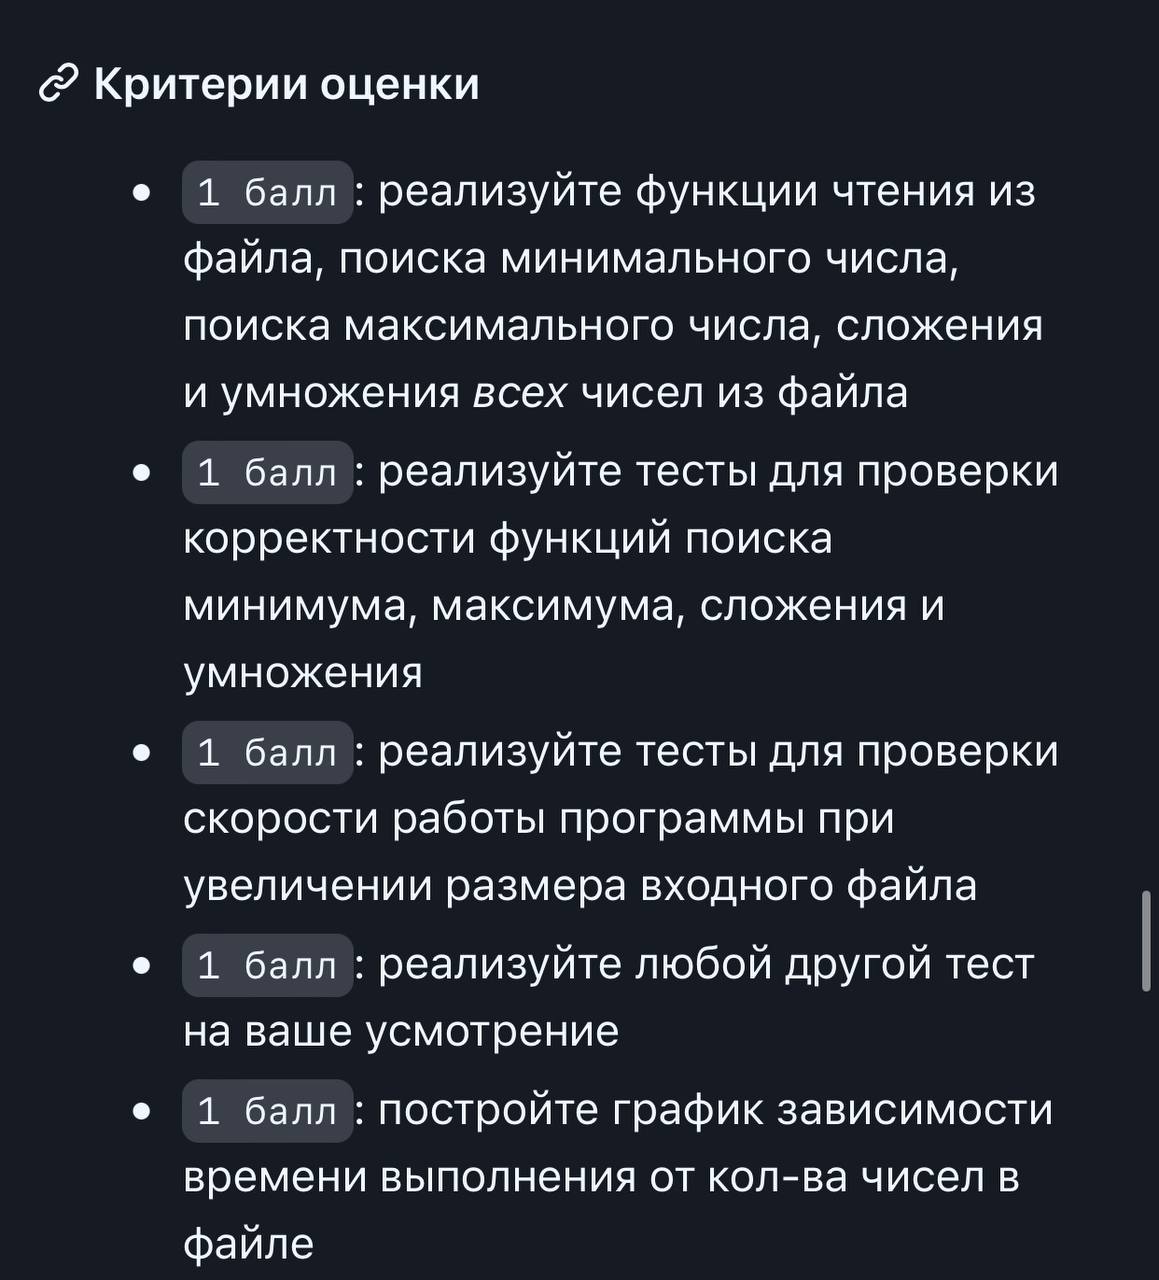 Критерии оценки
1 балл: реализуйте функции чтения из
файла, поиска минимального числа,
поиска максимального числа, сложения
и умножения всех чисел из файла
1 балл: реализуйте тесты для проверки
корректности функций поиска
минимума, максимума, сложения и
умножения
1 балл: реализуйте тесты для проверки
скорости работы программы при
увеличении размера входного файла
1 балл: реализуйте любой другой тест
на ваше усмотрение
1 балл: постройте график зависимости
времени выполнения от кол-ва чисел в
файле